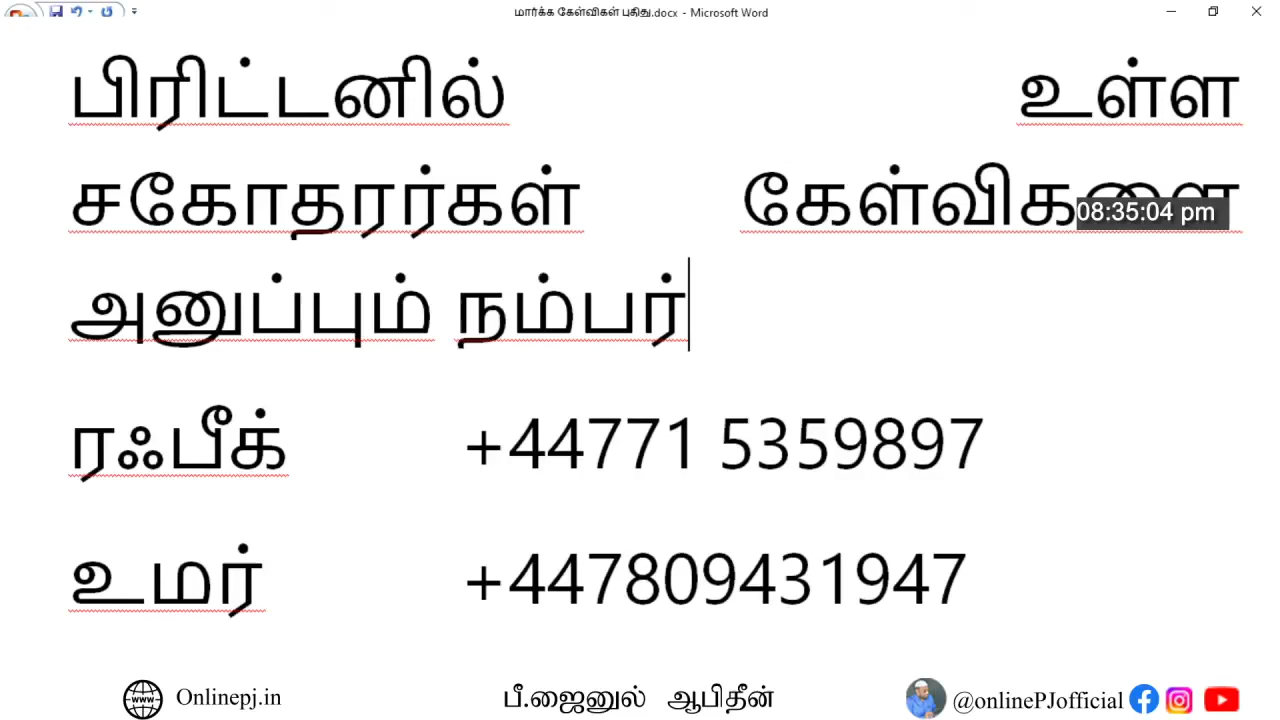 மார்க்க கேள்விகள் புதிது.docx - Microsoft Word
பிரிட்டனில் உள்ள
சகோதரர்கள் கேள்விகளை
08:35:04 pm
அனுப்பும் நம்பர்
ரஃபீக் +44771 5359897
உமர் +447809431947
www Onlinepj.in பீ.ஜைனுல் ஆபிதீன் @onlinePJofficial